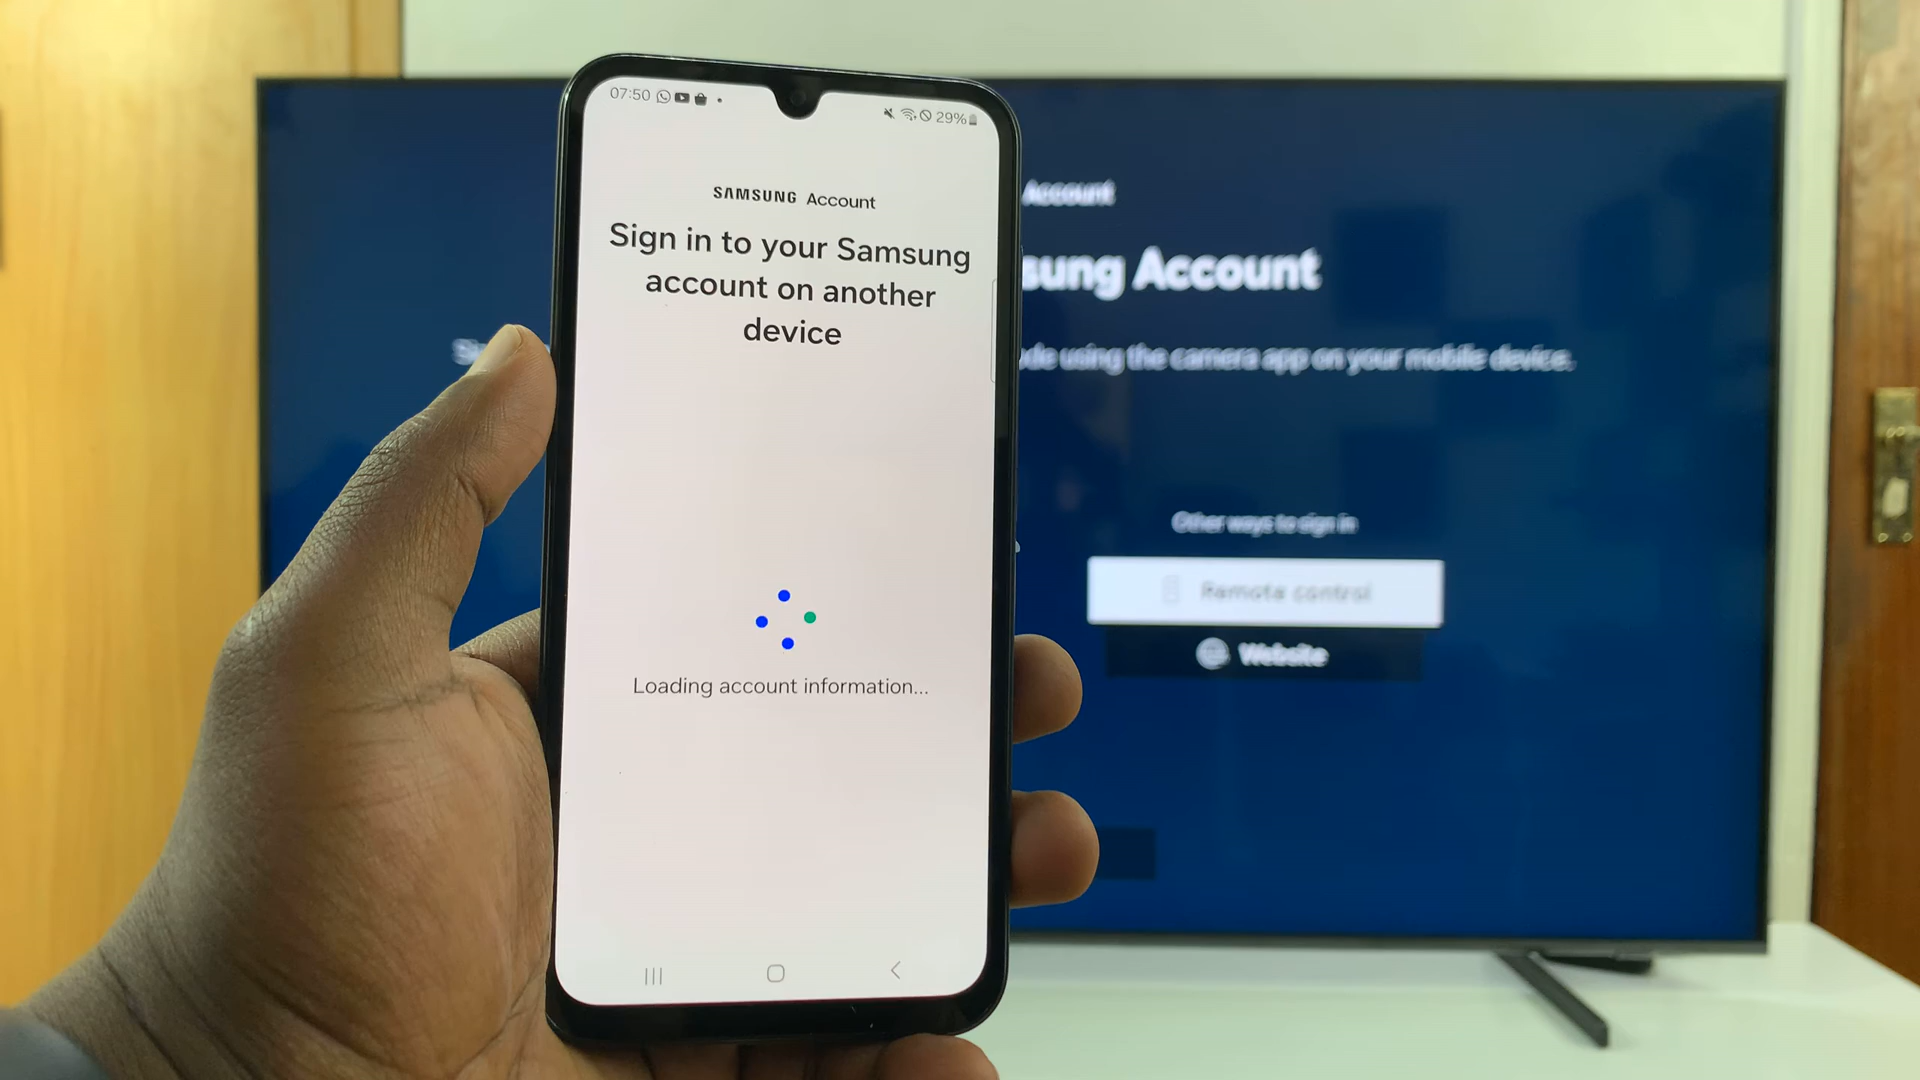 07:50
29%
SAMSUNG Account
Sign in to your Samsung
account on another
device
Loading account information...
Account
sung Account
using the camera app on your mobile device.
Other ways to sign in
Remote control
Website